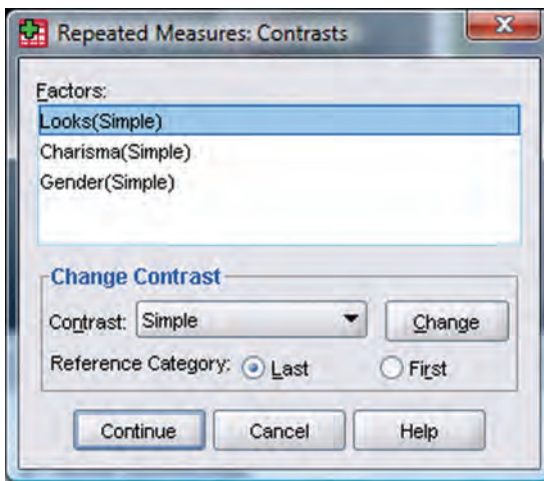 Repeated Measures: Contrasts
Factors:
Looks(Simple)
Charisma(Simple)
Gender(Simple)
Change Contrast
Contrast: Simple Change
Reference Category: Last First
Continue Cancel Help